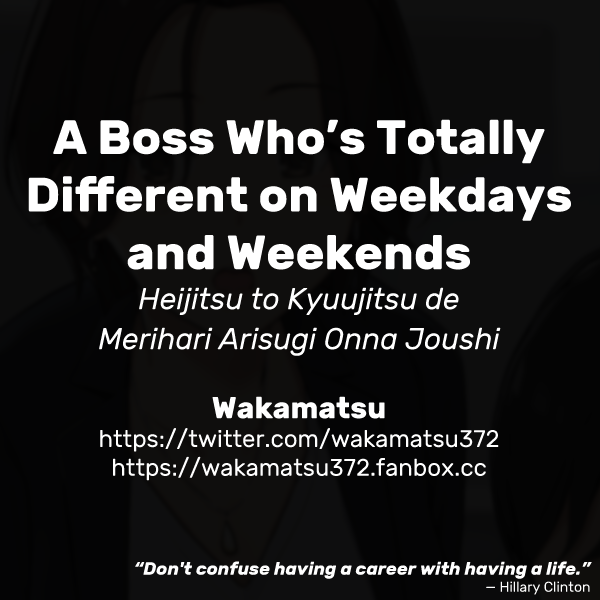 A Boss Who’s Totally
Different on Weekdays
and Weekends
Heijitsu to Kyuujitsu de
Merihari Arisugi Onna Joushi
Wakamatsu
https://twitter.com/wakamatsu372
https://wakamatsu372.fanbox.cc
“Don't confuse having a career with having a life.”
— Hillary Clinton